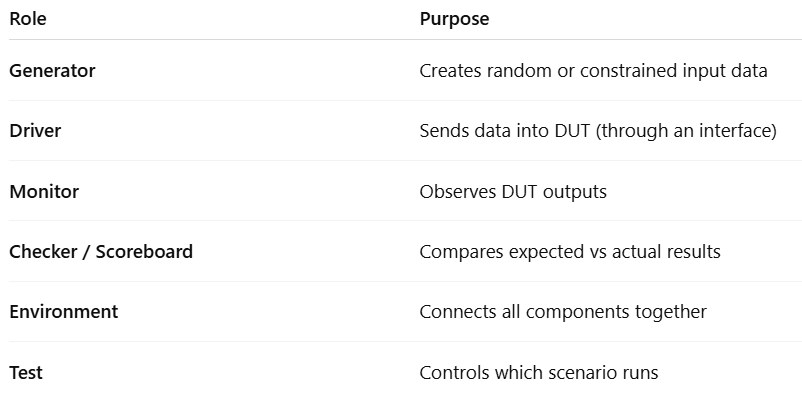 Role Purpose
Generator Creates random or constrained input data
Driver Sends data into DUT (through an interface)
Monitor Observes DUT outputs
Checker / Scoreboard Compares expected vs actual results
Environment Connects all components together
Test Controls which scenario runs